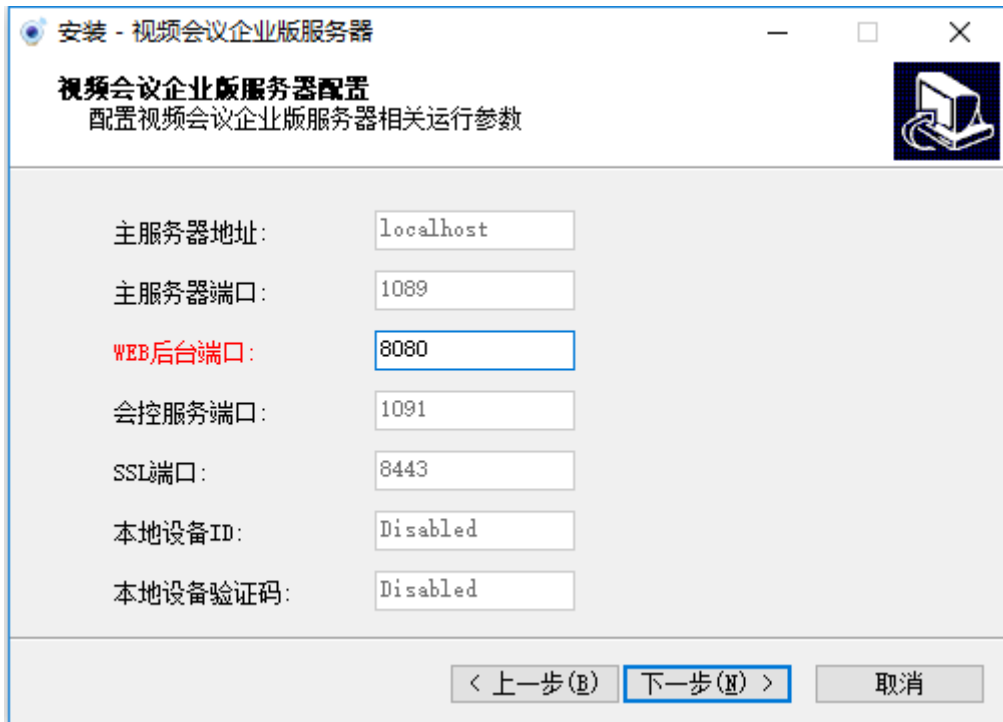 安装 - 视频会议企业版服务器
视频会议企业版服务器配置
配置视频会议企业版服务器相关运行参数
主服务器地址: localhost
主服务器端口: 1089
WEB后台端口: 8080
会控服务端口: 1091
SSL端口: 8443
本地设备ID: Disabled
本地设备验证码: Disabled
< 上一步(B) 下一步(N) > 取消